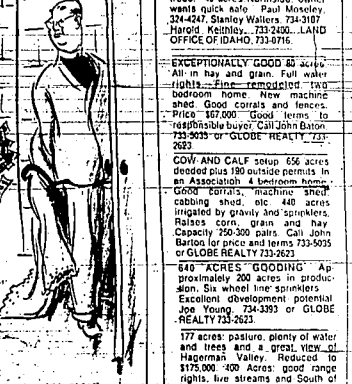 wants quick sale Paul Moseley,
324-4247, Stanley Walters, 734-3107
Harold Keithley, 733-2400. LAND
OFFICE OF IDAHO, 733-0716.
EXCEPTIONALLY GOOD 80 acres
All in hay and grain. Full water
rights. Fine remodeled two
bedroom home. New machine
shed. Good corrals and fences.
Price $67,000. Good terms to
responsible buyer. Call John Baton
733-5035 or GLOBE REALTY 733-
2623
COW AND CALF setup 656 acres
deeded plus 190 outside permits in
an Association 4 bedroom home
Good corrals, machine shed,
cabbing shed, etc 440 acres
irrigated by gravity and sprinklers.
Raises corn, grain and hay
Capacity 250-300 pairs. Call John
Barton for price and terms 733-5035
or GLOBE REALTY 733-2623
640 ACRES GOODING Ap-
proximately 200 acres in produc-
sion. Six wheel line sprinklers
Excellent development potential
Joe Young. 734-3393 or GLOBE
REALTY 733-2623.
177 acres: pasture, plenty of water
and trees and a great view of
Hagerman Valley. Reduced to
$175,000. 400 Acres: good range
rights, live streams and South of